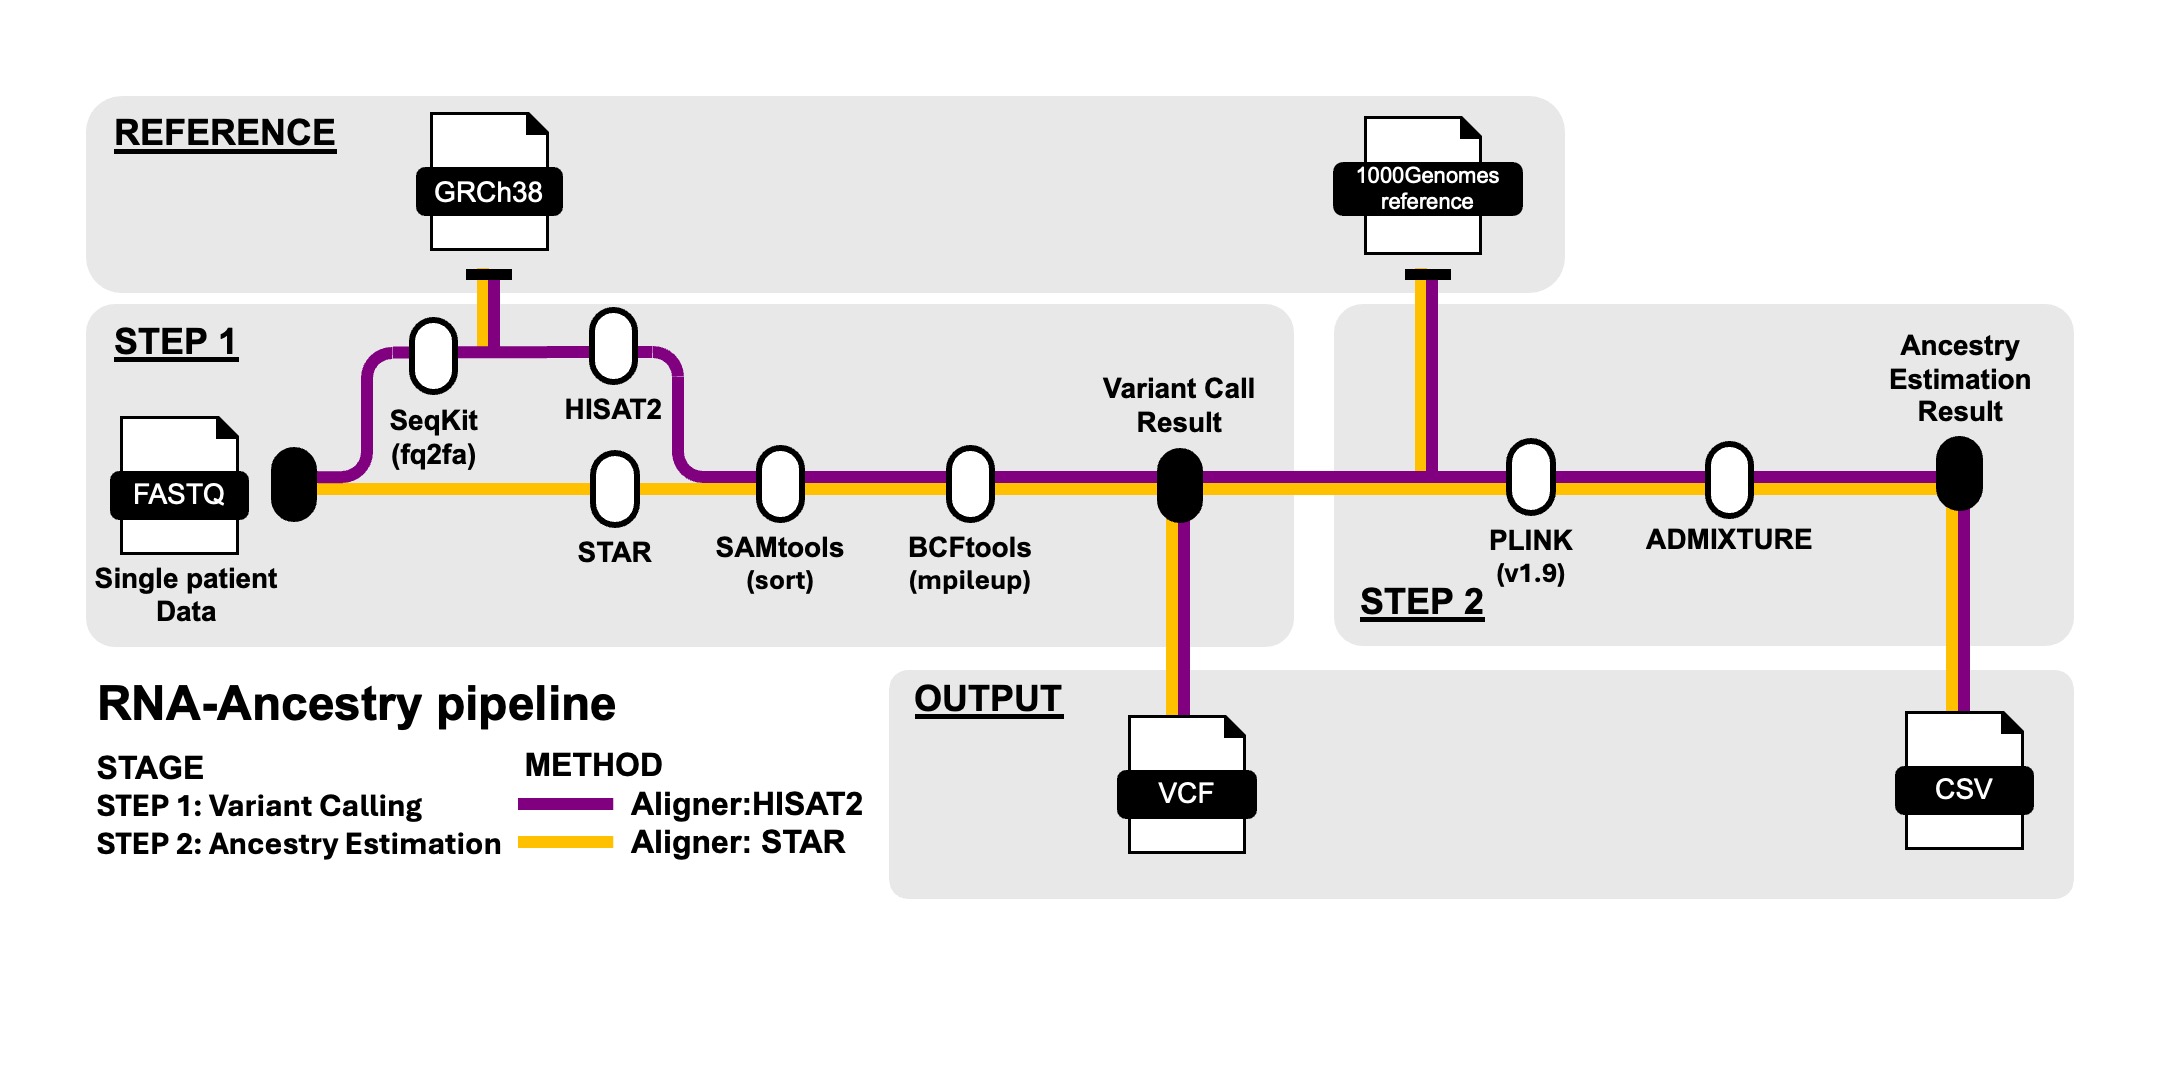 REFERENCE
GRCh38
1000Genomes
reference
STEP 1
SeqKit
(fq2fa)
HISAT2
FASTQ
Single patient
Data
STAR
SAMtools
(sort)
BCFtools
(mpileup)
Variant Call
Result
STEP 2
PLINK
(v1.9)
ADMIXTURE
Ancestry
Estimation
Result
OUTPUT
VCF
CSV
RNA-Ancestry pipeline
STAGE
STEP 1: Variant Calling
STEP 2: Ancestry Estimation
METHOD
Aligner:HISAT2
Aligner: STAR